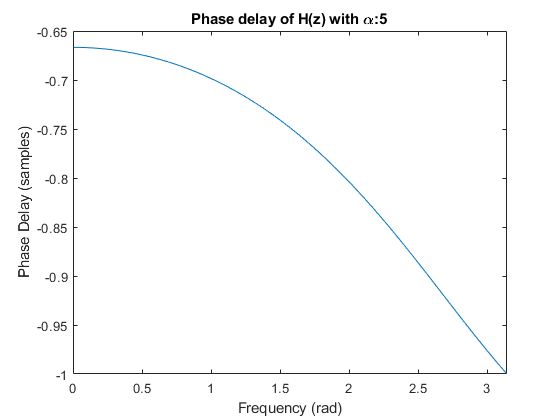 Phase delay of H(z) with α:5
Phase Delay (samples)
-0.65
-0.7
-0.75
-0.8
-0.85
-0.9
-0.95
-1
0 0.5 1 1.5 2 2.5 3
Frequency (rad)